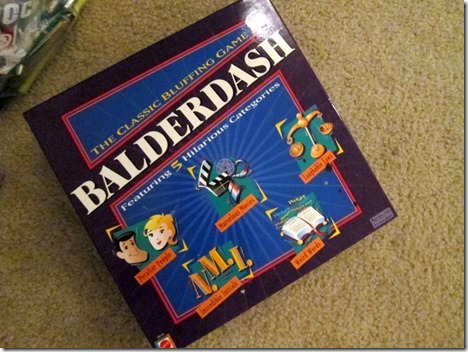 THE CLASSIC BLUFFING GAME
BALDERDASH
Featuring 5 Hilarious Categories
Laughable Laws
Marvelous Movies
Peculiar People
N.M.I.
Incredible Initials
Weird Words